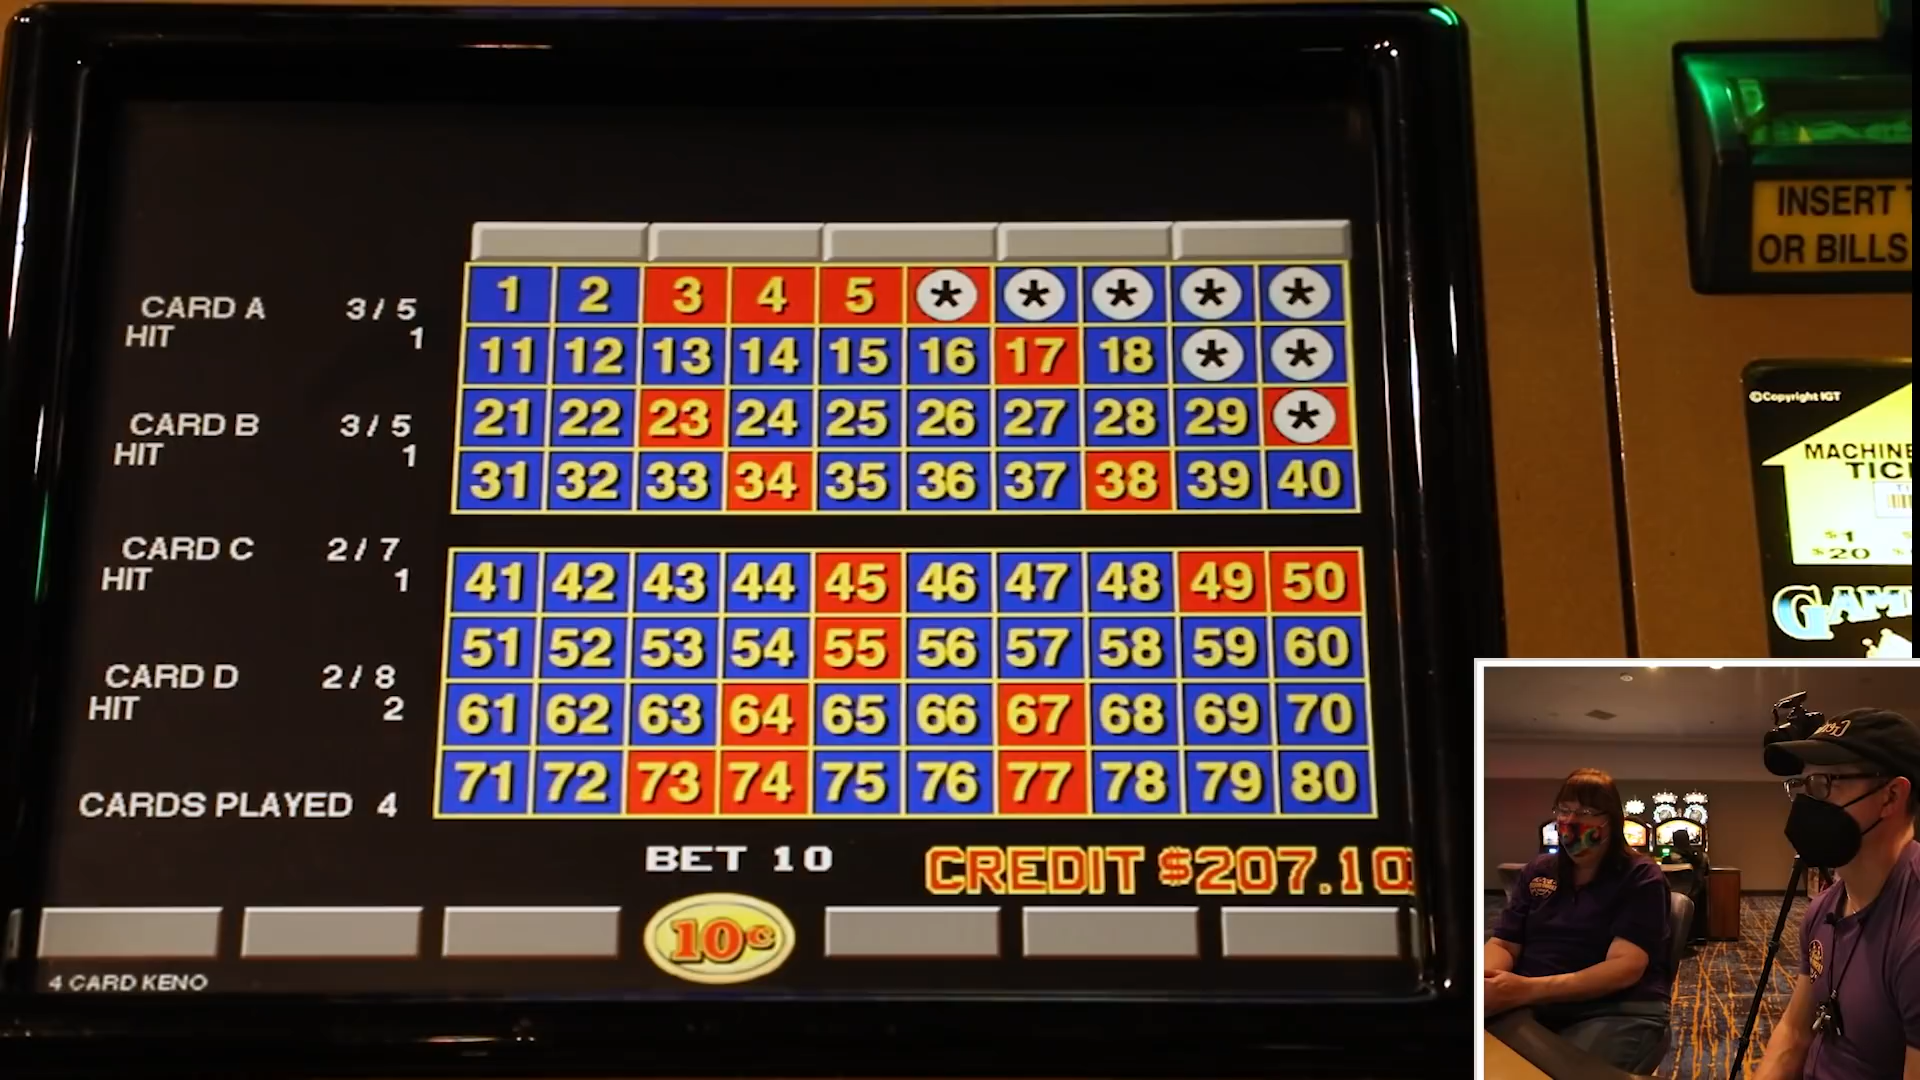 CARD A 3/5
HIT 1
CARD B 3/5
HIT 1
CARD C 2/7
HIT 1
CARD D 2/8
HIT 2
CARDS PLAYED 4
1 2 3 4 5 * * * * *
11 12 13 14 15 16 17 18 * *
21 22 23 24 25 26 27 28 29 *
31 32 33 34 35 36 37 38 39 40
41 42 43 44 45 46 47 48 49 50
51 52 53 54 55 56 57 58 59 60
61 62 63 64 65 66 67 68 69 70
71 72 73 74 75 76 77 78 79 80
BET 10 CREDIT $207.10
10¢
4 CARD KENO
INSERT
OR BILLS
©Copyright IGT
MACHINE
$1
$20